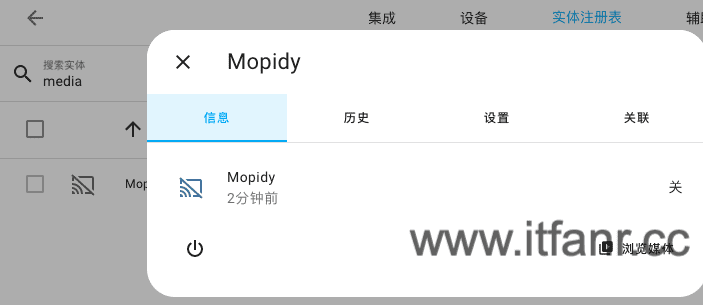 集成 设备 实体注册表 辅
搜索实体
media
Mopidy
信息 历史 设置 关联
Mop
Mopidy
2分钟前
关
www.itfanr.cc
浏览媒体